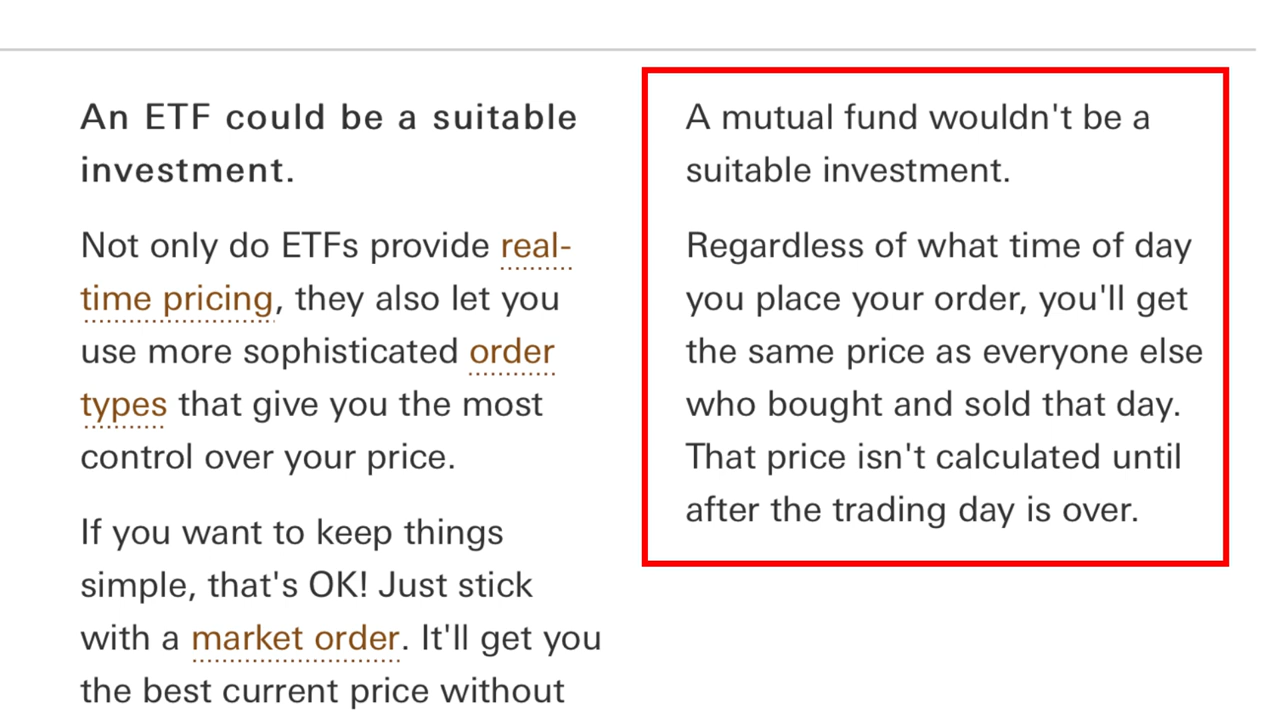 An ETF could be a suitable
investment.
Not only do ETFs provide real-
time pricing, they also let you
use more sophisticated order
types that give you the most
control over your price.
If you want to keep things
simple, that's OK! Just stick
with a market order. It'll get you
the best current price without
A mutual fund wouldn't be a
suitable investment.
Regardless of what time of day
you place your order, you'll get
the same price as everyone else
who bought and sold that day.
That price isn't calculated until
after the trading day is over.